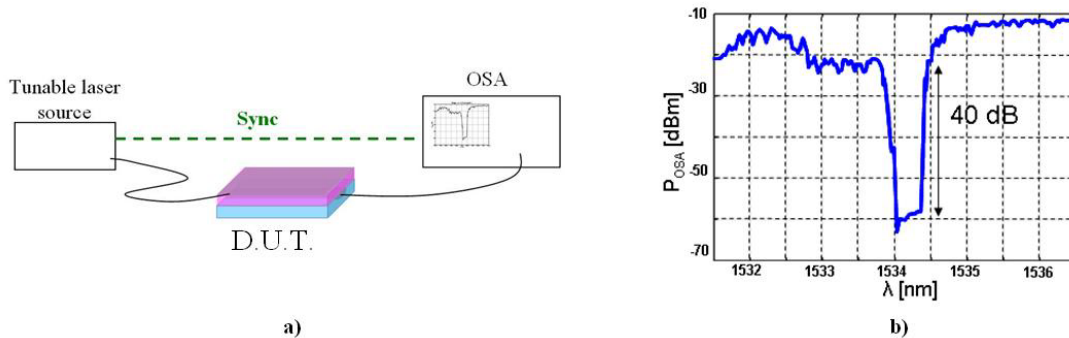 Tunable laser
source
Sync
OSA
D.U.T.
a)
-10
-30
-50
-70
P_OSA [dBm]
40 dB
1532 1533 1534 1535 1536
λ [nm]
b)